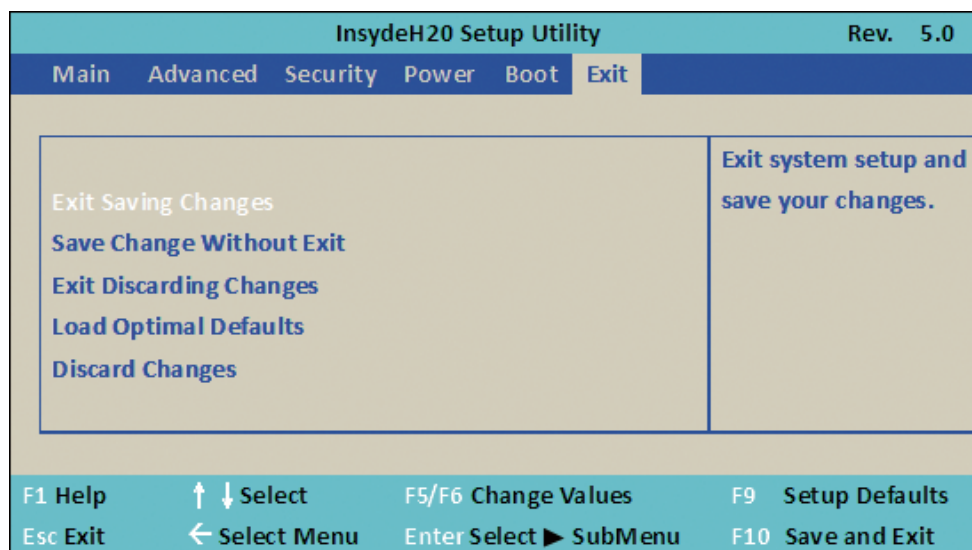 InsydeH20 Setup Utility Rev. 5.0
Main Advanced Security Power Boot Exit
Exit Saving Changes
Save Change Without Exit
Exit Discarding Changes
Load Optimal Defaults
Discard Changes
Exit system setup and
save your changes.
F1 Help ↑ ↓ Select F5/F6 Change Values F9 Setup Defaults
Esc Exit ← Select Menu Enter Select ▶ SubMenu F10 Save and Exit